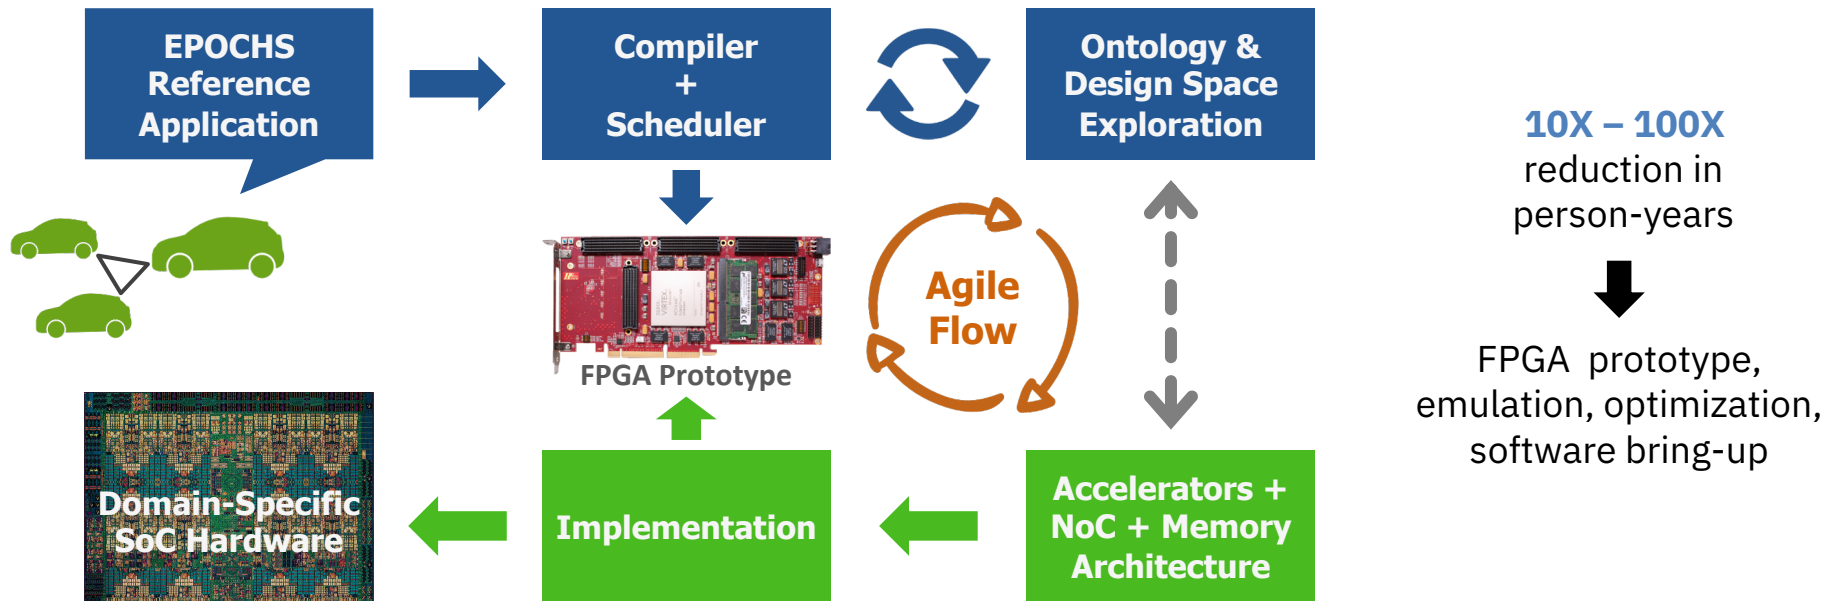 EPOCHS
Reference
Application
Compiler
+
Scheduler
Ontology &
Design Space
Exploration
10X – 100X
reduction in
person-years
VIRTEX
Agile
Flow
FPGA Prototype
FPGA prototype,
emulation, optimization,
software bring-up
Domain-Specific
SoC Hardware
Implementation
Accelerators +
NoC + Memory
Architecture